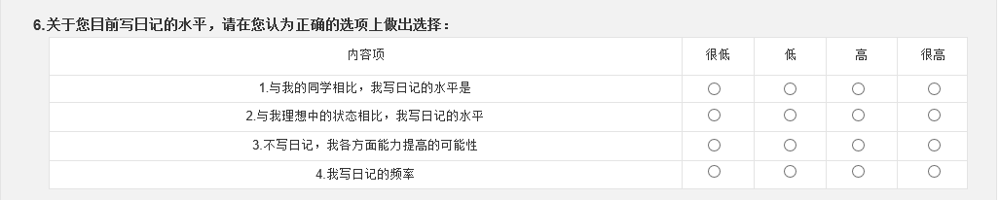 6.关于您目前写日记的水平，请在您认为正确的选项上做出选择：
内容项 很低 低 高 很高
1.与我的同学相比，我写日记的水平是
2.与我理想中的状态相比，我写日记的水平
3.不写日记，我各方面能力提高的可能性
4.我写日记的频率